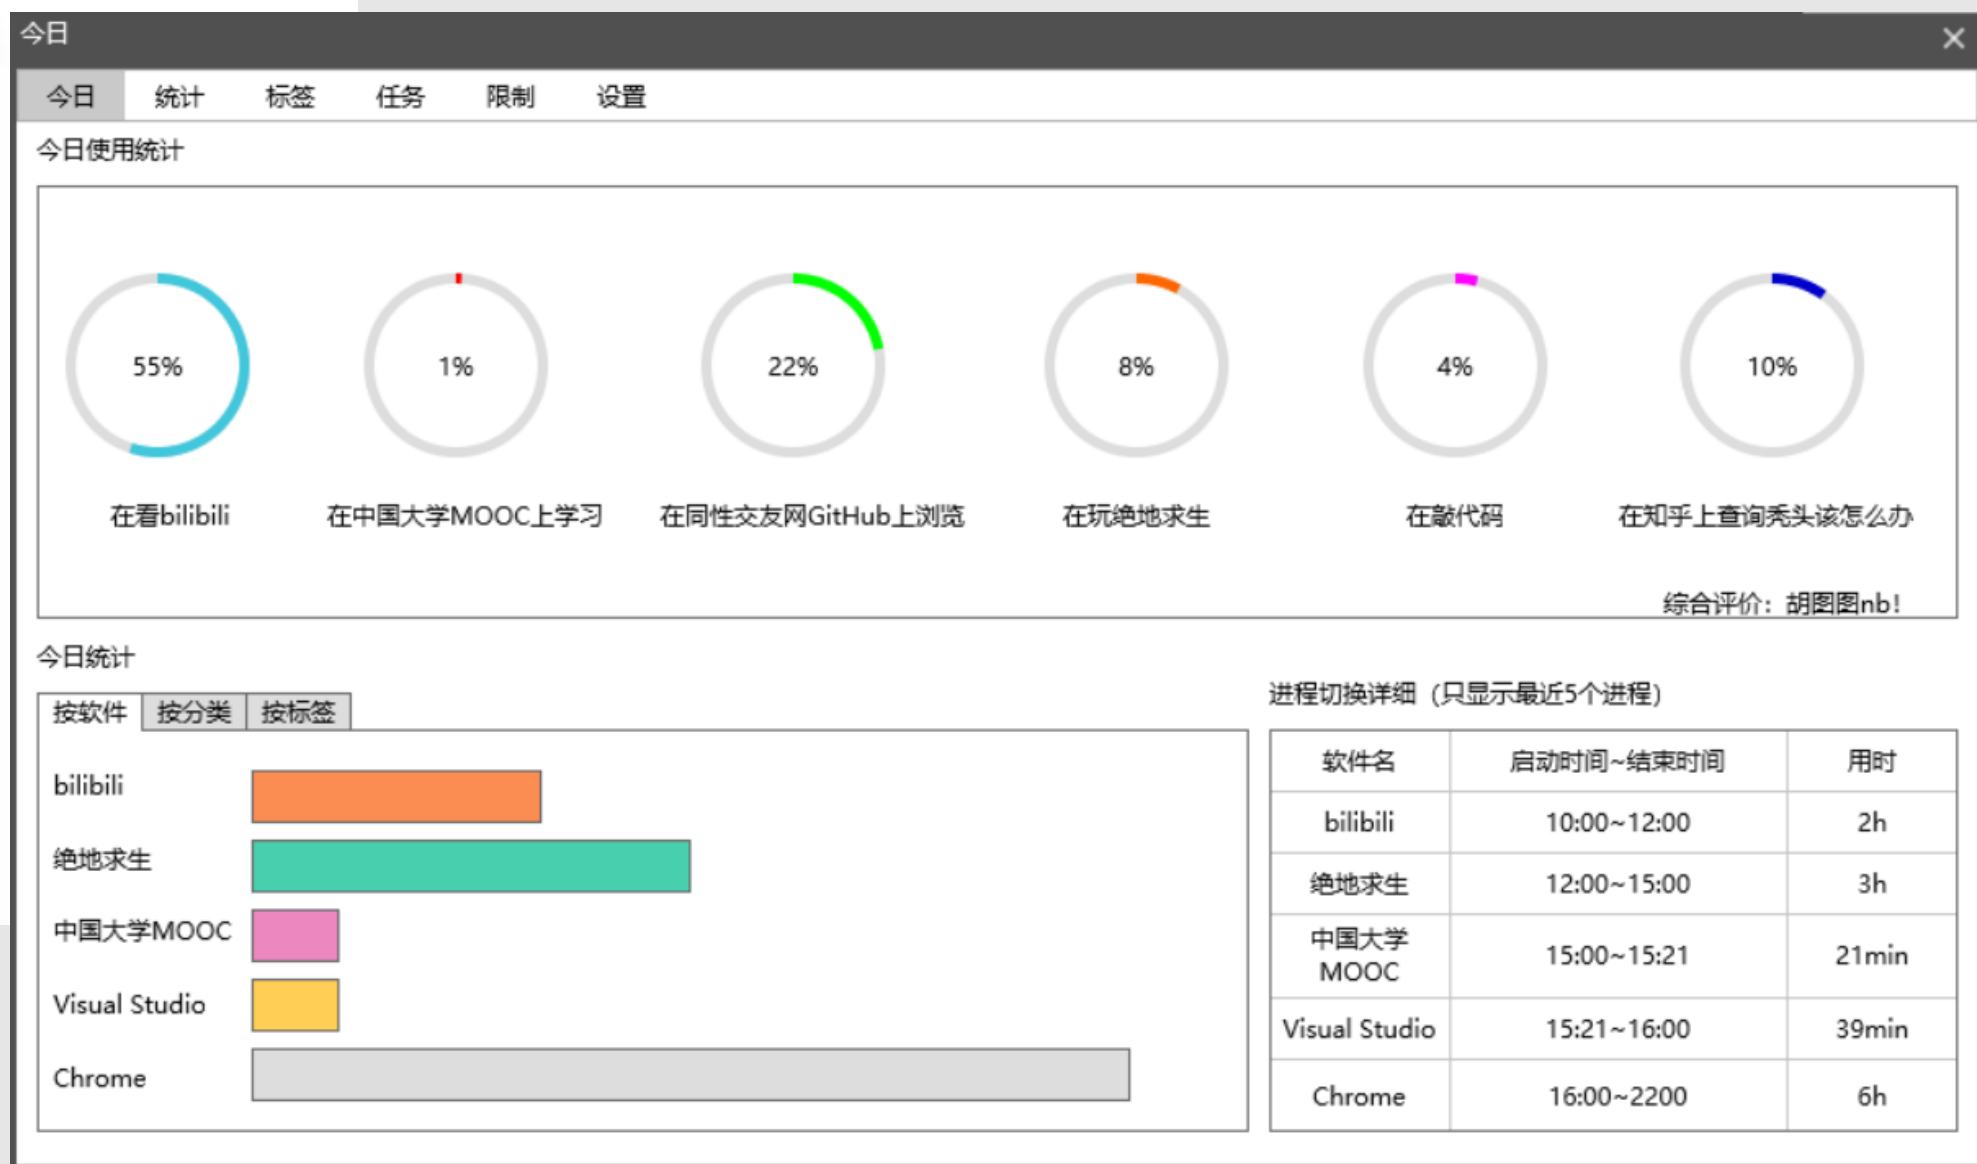 今日
今日 统计 标签 任务 限制 设置
今日使用统计
55% 1% 22% 8% 4% 10%
在看bilibili 在中国大学MOOC上学习 在同性交友网GitHub上浏览 在玩绝地求生 在敲代码 在知乎上查询秃头该怎么办
综合评价：胡图图nb！
今日统计
按软件 按分类 按标签
bilibili
绝地求生
中国大学MOOC
Visual Studio
Chrome
进程切换详细（只显示最近5个进程）
软件名 启动时间~结束时间 用时
bilibili 10:00~12:00 2h
绝地求生 12:00~15:00 3h
中国大学
MOOC 15:00~15:21 21min
Visual Studio 15:21~16:00 39min
Chrome 16:00~2200 6h